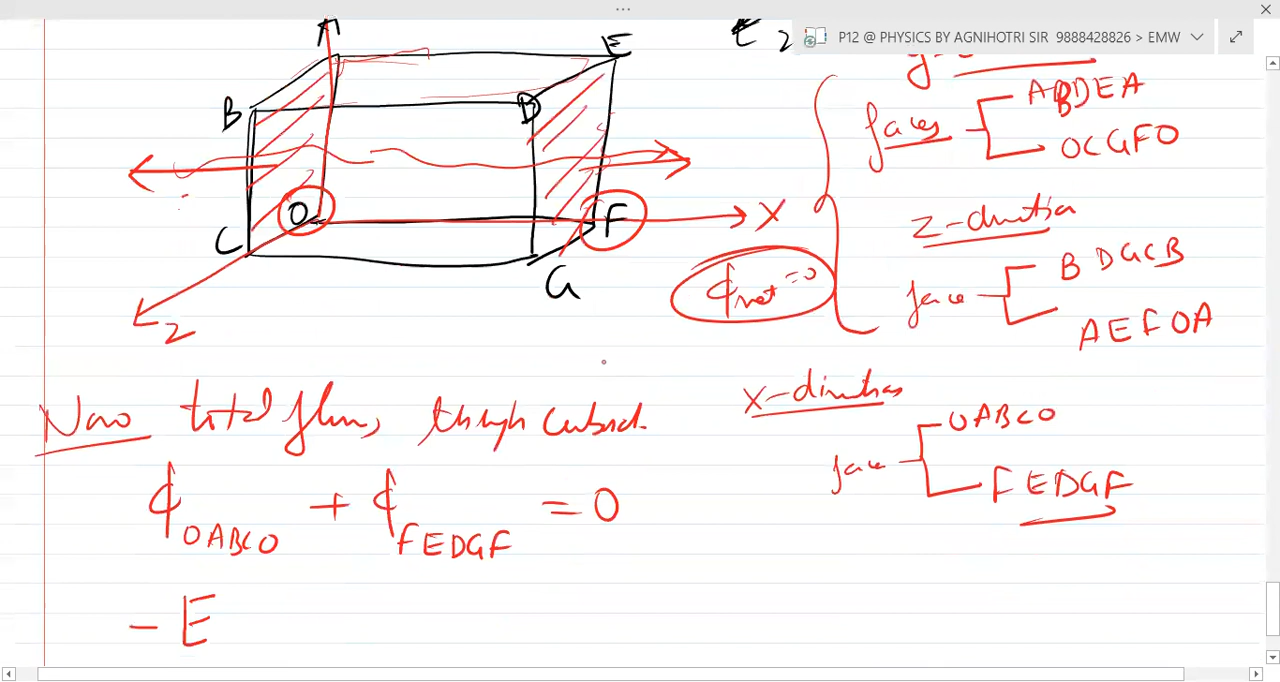 P12 @ PHYSICS BY AGNIHOTRI SIR 9888428826 > EMW
A
E
B
D
O
F
X
C
G
Z
E z
faces
ABDEA
OCGFO
Z-direction
face
BDGCB
AEFOA
ϕnet = 0
Now total flux through cuboid.
ϕOABCO + ϕFEDGF = 0
- E
X-direction
face
OABCO
FEDGF